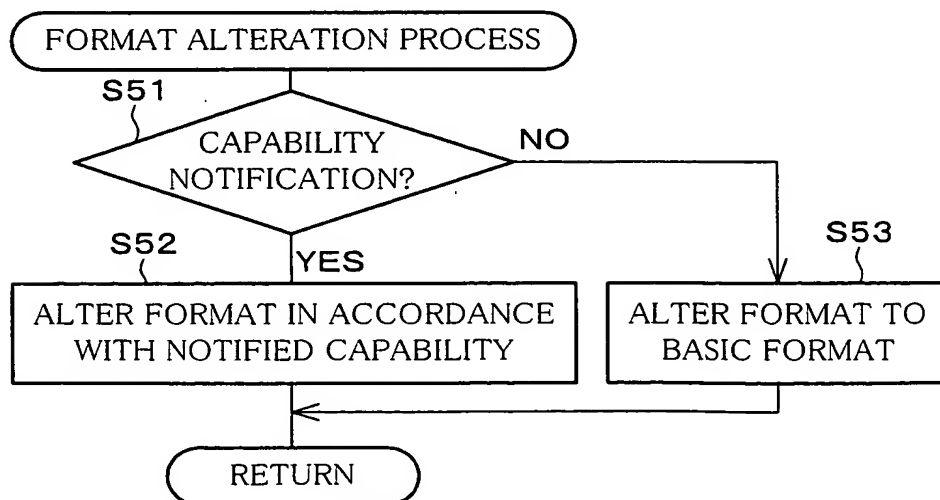 FORMAT ALTERATION PROCESS
S51
CAPABILITY
NOTIFICATION?
NO
YES
S52
ALTER FORMAT IN ACCORDANCE
WITH NOTIFIED CAPABILITY
S53
ALTER FORMAT TO
BASIC FORMAT
RETURN